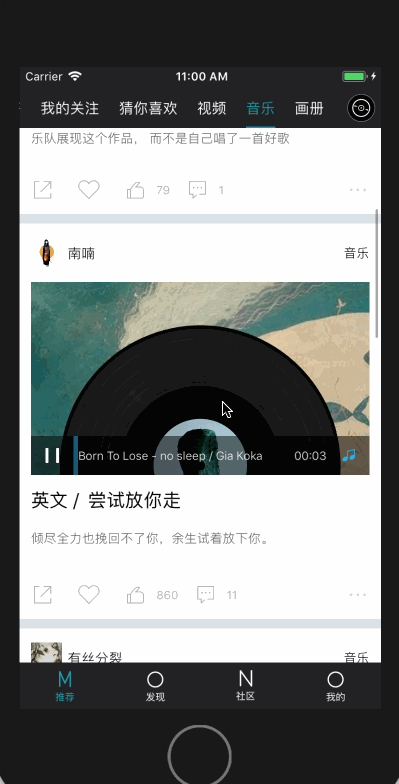 Carrier 11:00 AM
我的关注 猜你喜欢 视频 音乐 画册
乐队展现这个作品， 而不是自己唱了一首好歌
79 1
南喃 音乐
Born To Lose - no sleep / Gia Koka 00:03
英文 / 尝试放你走
倾尽全力也挽回不了你，余生试着放下你。
860 11
有丝分裂 音乐
M N
推荐 发现 社区 我的